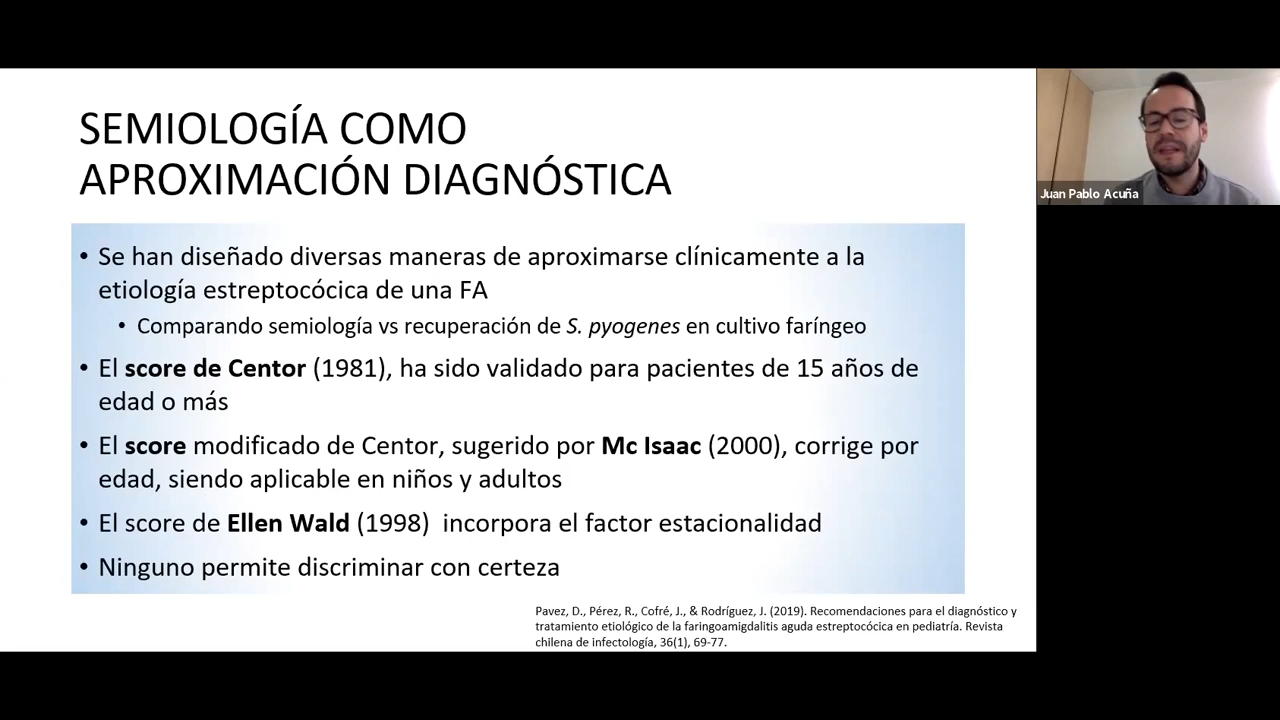 SEMIOLOGÍA COMO
APROXIMACIÓN DIAGNÓSTICA
• Se han diseñado diversas maneras de aproximarse clínicamente a la
etiología estreptocócica de una FA
• Comparando semiología vs recuperación de S. pyogenes en cultivo faríngeo
• El score de Centor (1981), ha sido validado para pacientes de 15 años de
edad o más
• El score modificado de Centor, sugerido por Mc Isaac (2000), corrige por
edad, siendo aplicable en niños y adultos
• El score de Ellen Wald (1998) incorpora el factor estacionalidad
• Ninguno permite discriminar con certeza
Pavez, D., Pérez, R., Cofré, J., & Rodríguez, J. (2019). Recomendaciones para el diagnóstico y
tratamiento etiológico de la faringoamigdalitis aguda estreptocócica en pediatría. Revista
chilena de infectología, 36(1), 69-77.
Juan Pablo Acuña